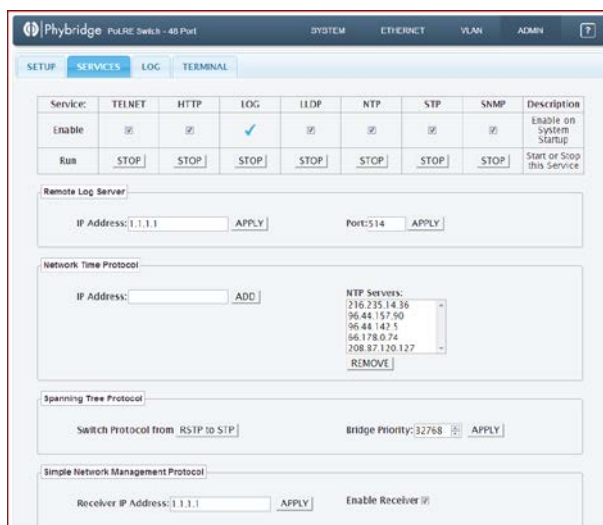 Phybridge PoLRE Switch - 48 Port SYSTEM ETHERNET VLAN ADMIN ?
SETUP SERVICES LOG TERMINAL
Service: TELNET HTTP LOG LLDP NTP STP SNMP Description
Enable Enable on System Startup
Run STOP STOP STOP STOP STOP STOP STOP Start or Stop this Service
Remote Log Server
IP Address: 1.1.1.1 APPLY Port: 514 APPLY
Network Time Protocol
IP Address: ADD NTP Servers:
216.235.14.36
96.44.157.90
96.44.142.5
66.178.0.74
208.87.120.127
REMOVE
Spanning Tree Protocol
Switch Protocol from RSTP to STP Bridge Priority: 32768 APPLY
Simple Network Management Protocol
Receiver IP Address: 1.1.1.1 APPLY Enable Receiver